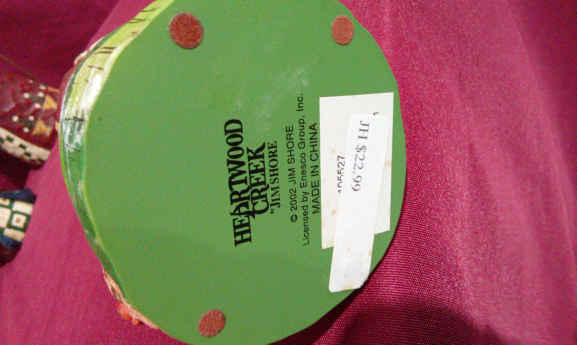 HEARTWOOD
CREEK
BY JIM SHORE
© 2002 JIM SHORE
Licensed by Enesco Group, Inc.
MADE IN CHINA
JH $22.99